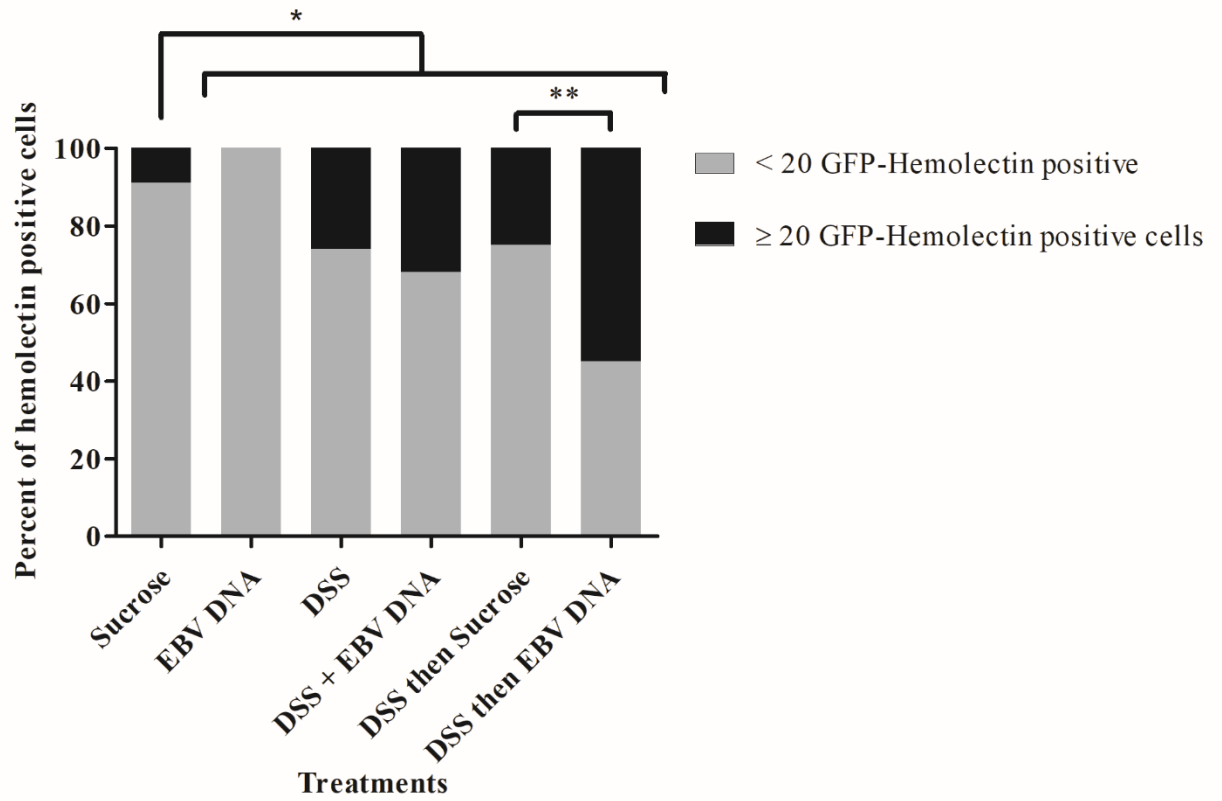 *
**
Percent of hemolectin positive cells
100
80
60
40
20
0
< 20 GFP-Hemolectin positive
≥ 20 GFP-Hemolectin positive cells
Sucrose
EBV DNA
DSS
DSS + EBV DNA
DSS then Sucrose
DSS then EBV DNA
Treatments